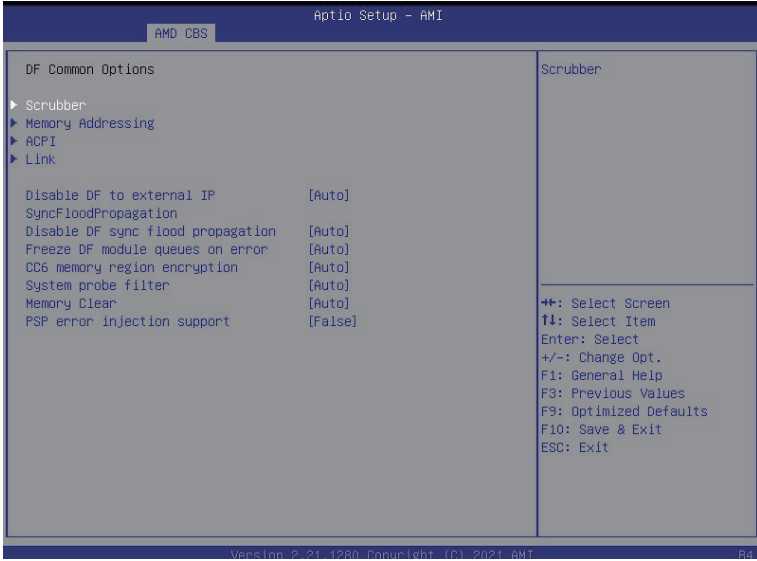 Aptio Setup – AMI
AMD CBS
DF Common Options
Scrubber
Memory Addressing
ACPI
Link
Disable DF to external IP [Auto]
SyncFloodPropagation
Disable DF sync flood propagation [Auto]
Freeze DF module queues on error [Auto]
CC6 memory region encryption [Auto]
System probe filter [Auto]
Memory Clear [Auto]
PSP error injection support [False]
Scrubber
→←: Select Screen
↑↓: Select Item
Enter: Select
+/-: Change Opt.
F1: General Help
F3: Previous Values
F9: Optimized Defaults
F10: Save & Exit
ESC: Exit
Version 2.21.1280 Copyright (C) 2021 AMI
B4